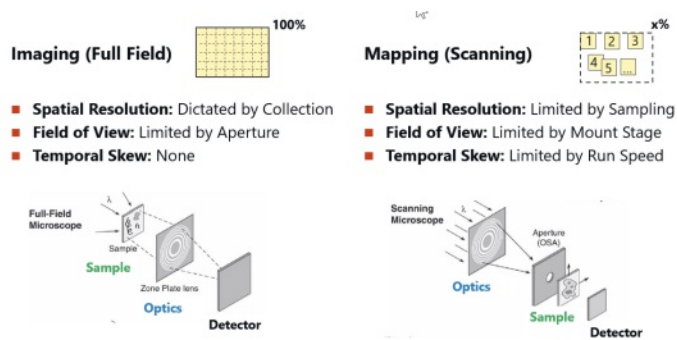 100%
Imaging (Full Field)
Spatial Resolution: Dictated by Collection
Field of View: Limited by Aperture
Temporal Skew: None
λ
Full-Field
Microscope
Sample
Sample
Zone Plate lens
Optics
Detector
x%
Mapping (Scanning)
1 2 3
4 5 ...
Spatial Resolution: Limited by Sampling
Field of View: Limited by Mount Stage
Temporal Skew: Limited by Run Speed
Scanning
Microscope
λ
Aperture
(OSA)
Optics
Sample
Detector